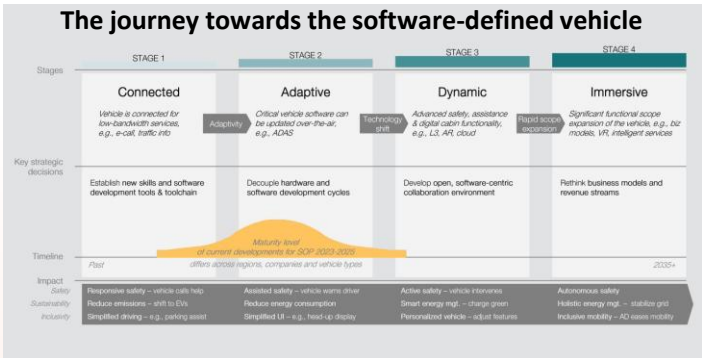 The journey towards the software-defined vehicle
STAGE 1
STAGE 2
STAGE 3
STAGE 4
Stages
Connected
Adaptive
Dynamic
Immersive
Vehicle is connected for
low-bandwidth services,
e.g., e-call, traffic info
Adaptivity
Critical vehicle software can
be updated over-the-air,
e.g., ADAS
Technology
shift
Advanced safety, assistance
& digital cabin functionality,
e.g., L3, AR, cloud
Rapid scope
expansion
Significant functional scope
expansion of the vehicle, e.g., biz
models, VR, intelligent services
Key strategic
decisions
Establish new skills and software
development tools & toolchain
Decouple hardware and
software development cycles
Develop open, software-centric
collaboration environment
Rethink business models and
revenue streams
Maturity level
of current developments for SOP 2023-2025
differs across regions, companies and vehicle types
Timeline
Past
2035+
Impact
Safety
Responsive safety – vehicle calls help
Assisted safety – vehicle warns driver
Active safety – vehicle intervenes
Autonomous safety
Sustainability
Reduce emissions – shift to EVs
Reduce energy consumption
Smart energy mgt. – charge green
Holistic energy mgt. – stabilize grid
Inclusivity
Simplified driving – e.g., parking assist
Simplified UI – e.g., head-up display
Personalized vehicle – adjust features
Inclusive mobility – AD eases mobility